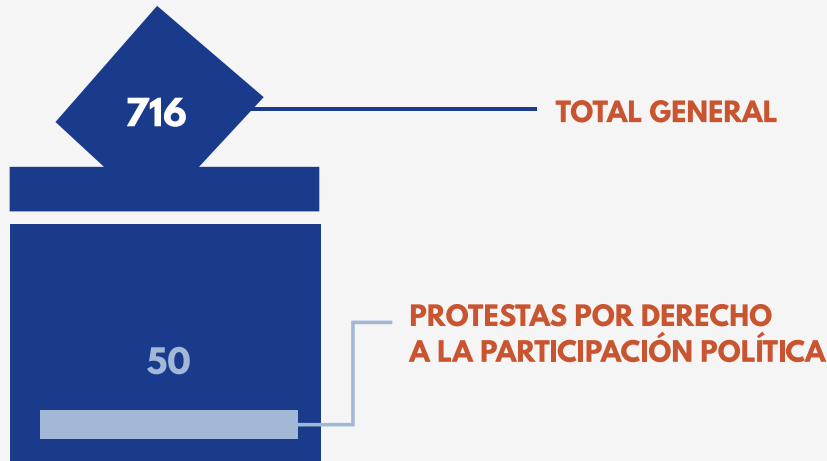 716
TOTAL GENERAL
PROTESTAS POR DERECHO
A LA PARTICIPACIÓN POLÍTICA
50